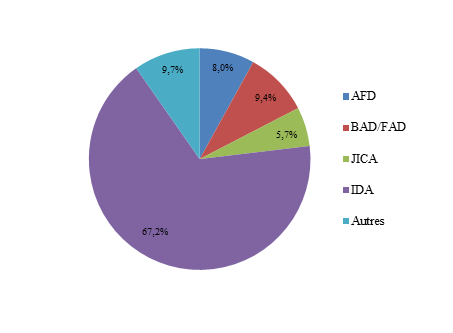 9,7%
8,0%
9,4%
5,7%
67,2%
AFD
BAD/FAD
JICA
IDA
Autres